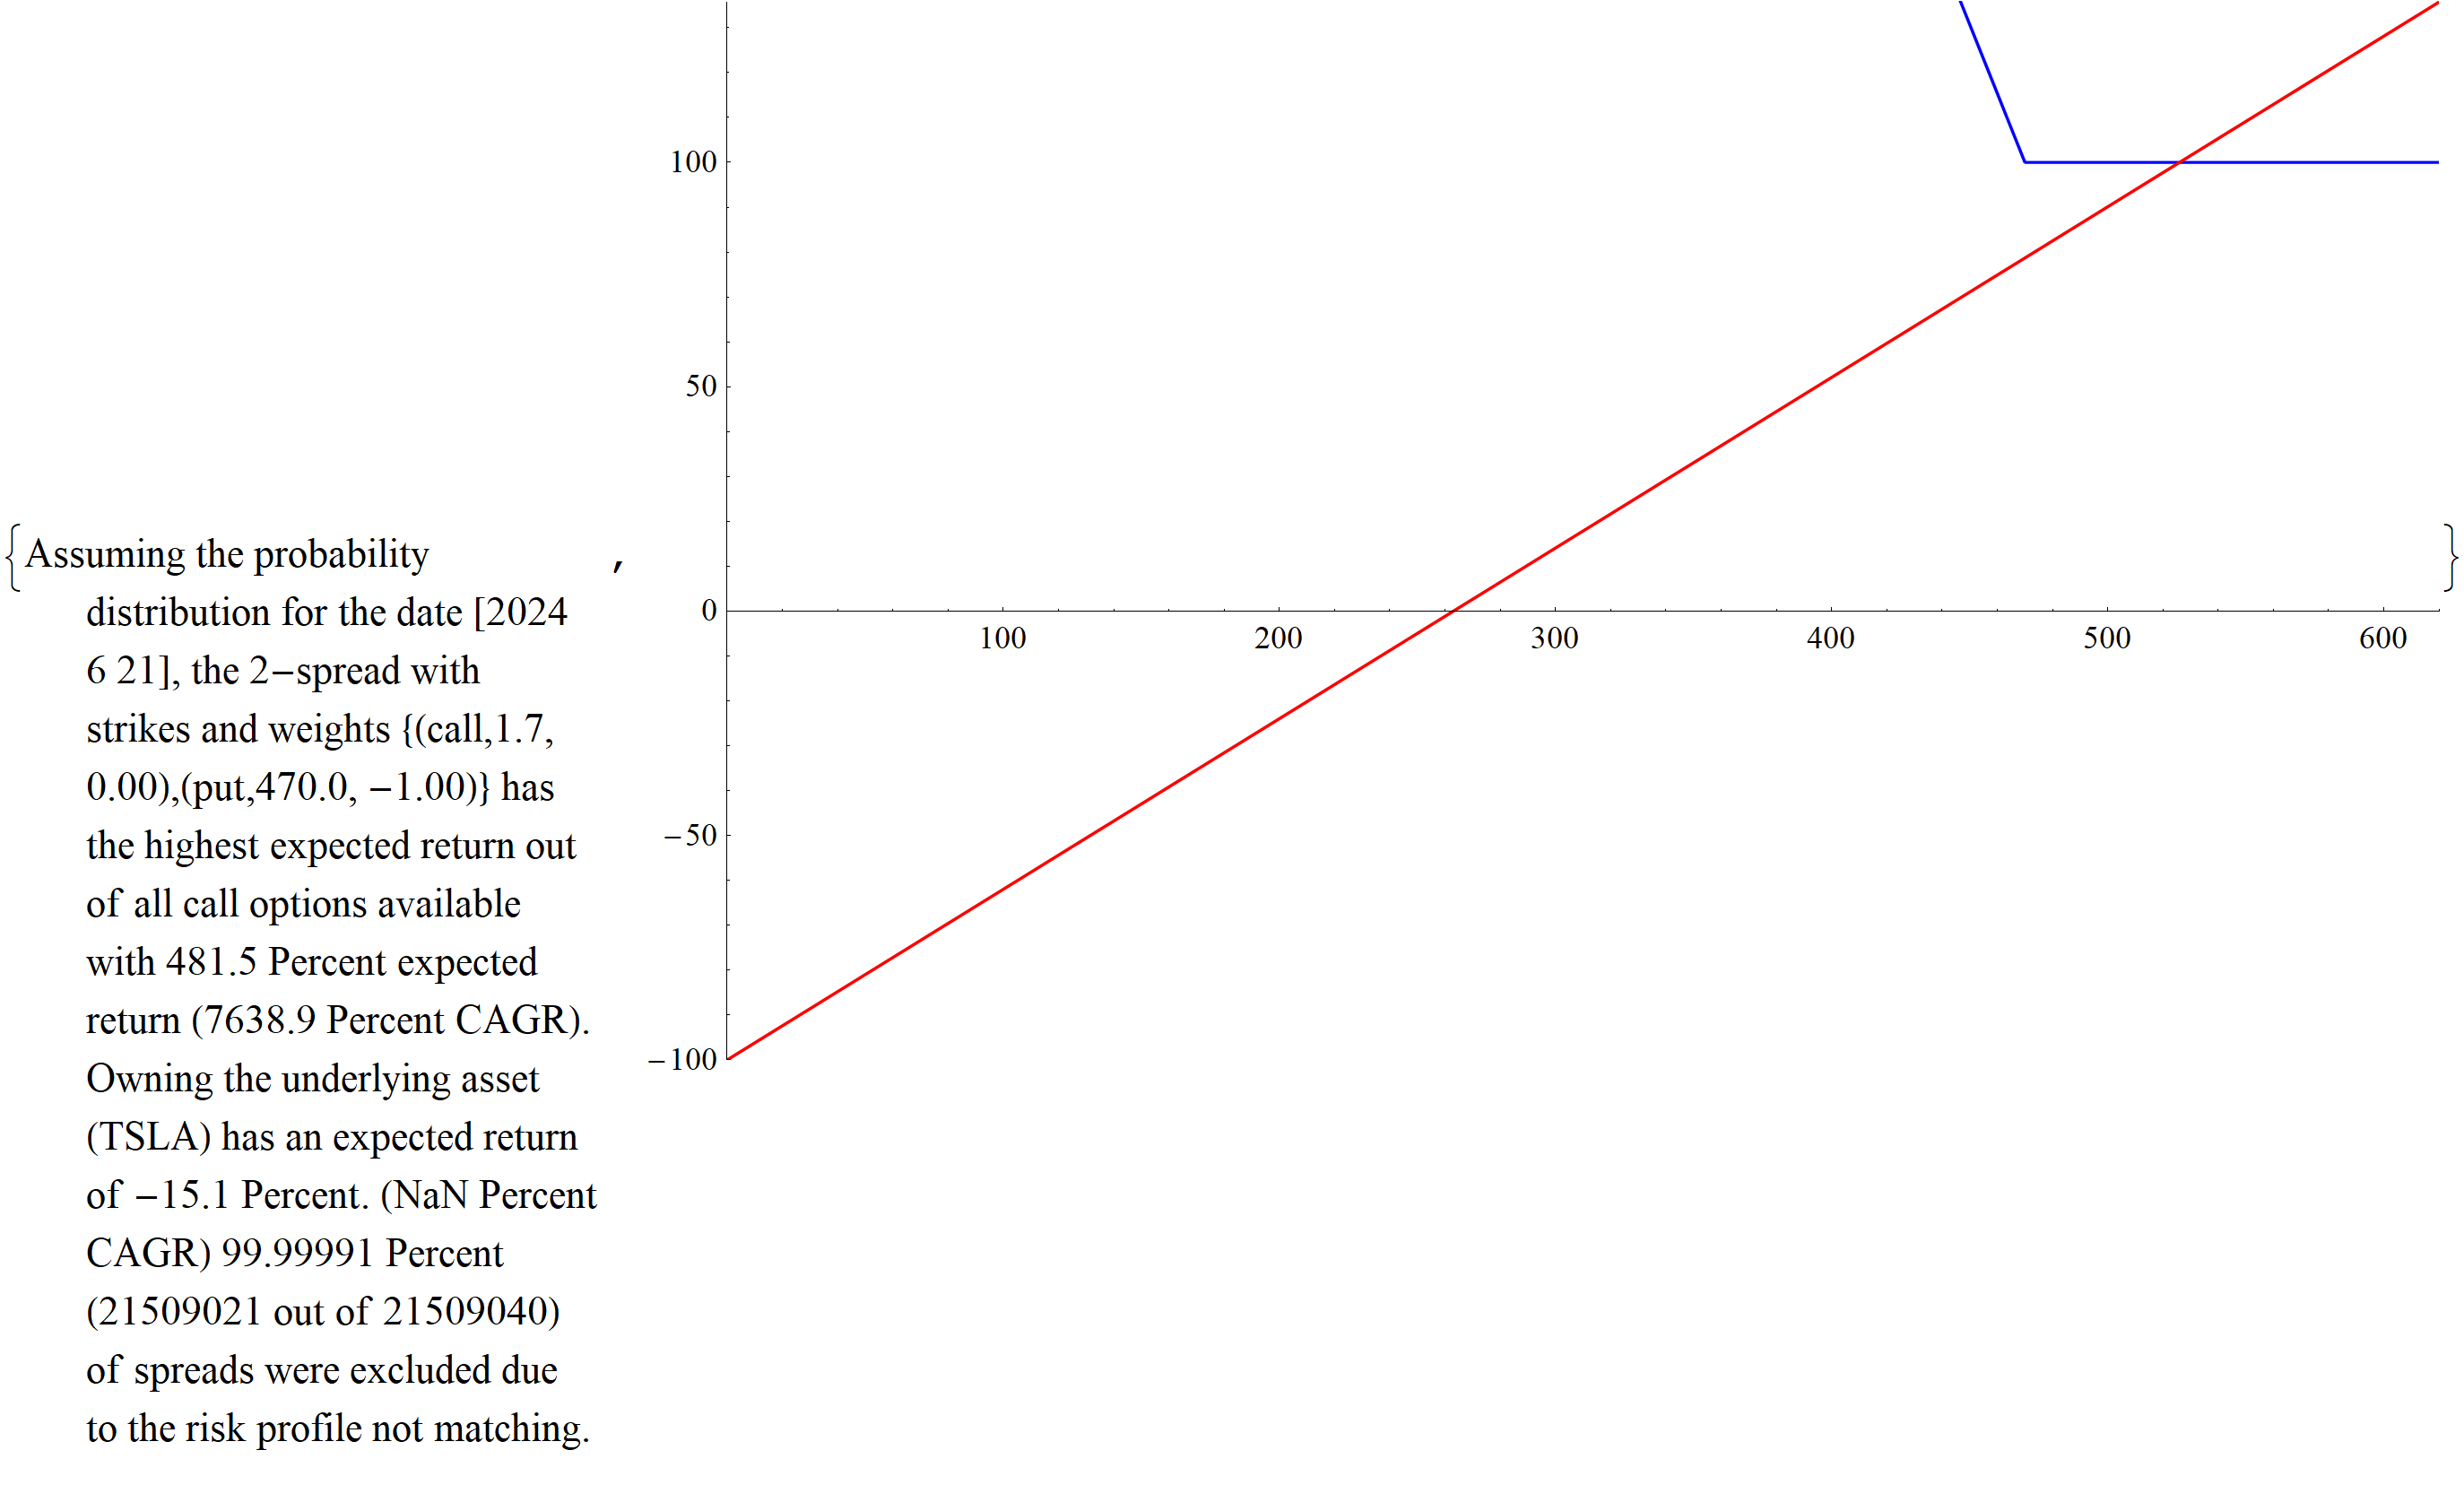 {Assuming the probability ,
distribution for the date [2024
6 21], the 2−spread with
strikes and weights {(call,1.7,
0.00),(put,470.0, −1.00)} has
the highest expected return out
of all call options available
with 481.5 Percent expected
return (7638.9 Percent CAGR).
Owning the underlying asset
(TSLA) has an expected return
of −15.1 Percent. (NaN Percent
CAGR) 99.99991 Percent
(21509021 out of 21509040)
of spreads were excluded due
to the risk profile not matching.
100
50
0
−50
−100
100 200 300 400 500 600
}